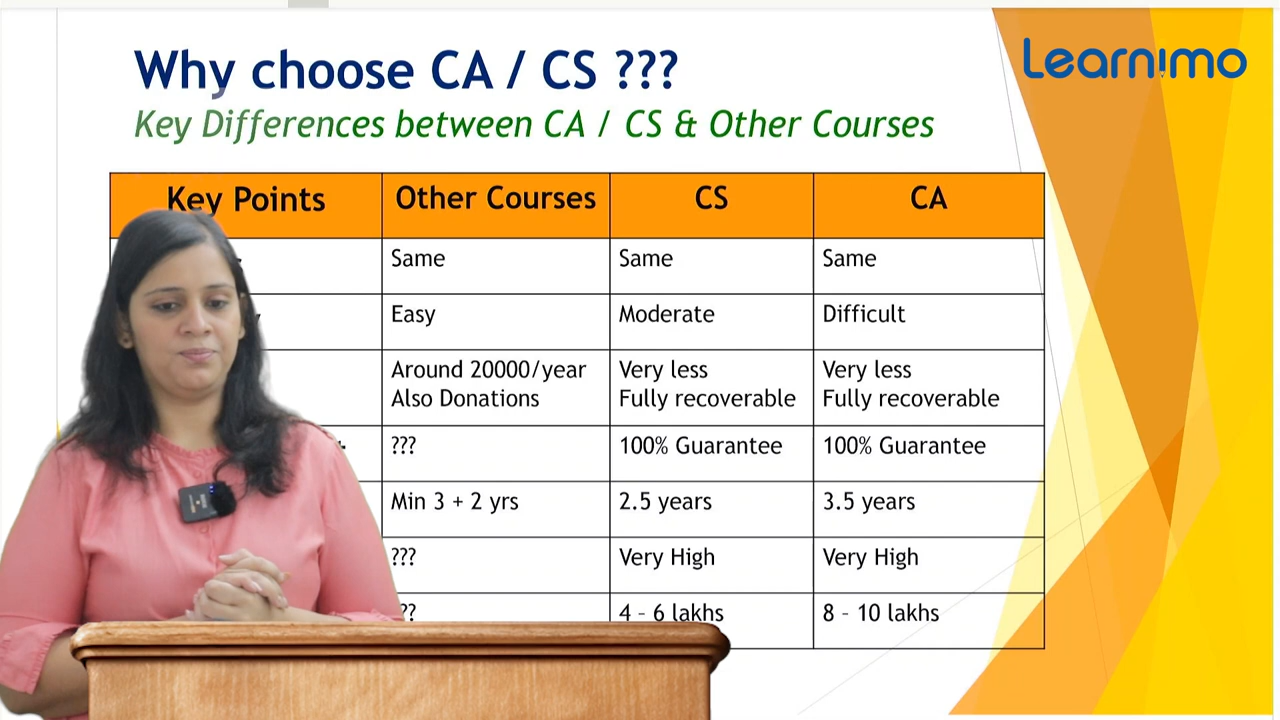 Why choose CA / CS ???
Learnimo
Key Differences between CA / CS & Other Courses
Key Points Other Courses CS CA
Same Same Same
Easy Moderate Difficult
Around 20000/year Very less Very less
Also Donations Fully recoverable Fully recoverable
??? 100% Guarantee 100% Guarantee
Min 3 + 2 yrs 2.5 years 3.5 years
??? Very High Very High
?? 4 – 6 lakhs 8 – 10 lakhs